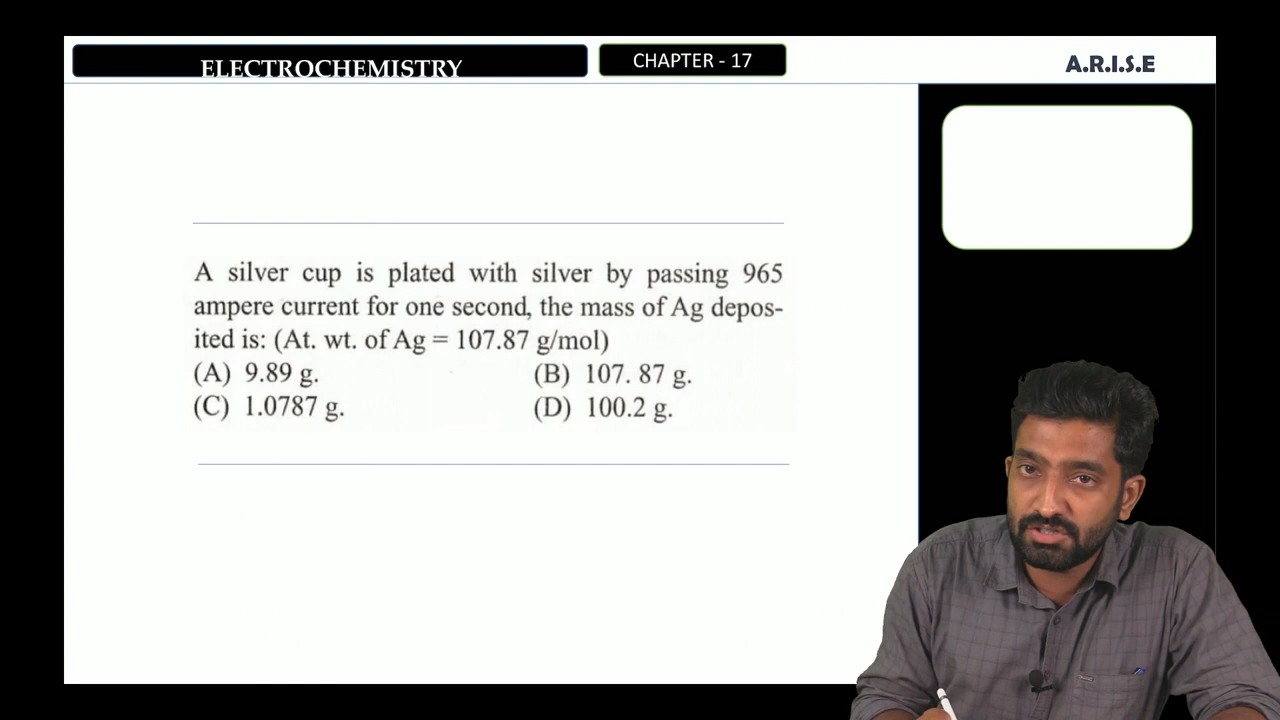 ELECTROCHEMISTRY
CHAPTER - 17
A.R.I.S.E
A silver cup is plated with silver by passing 965
ampere current for one second, the mass of Ag depos-
ited is: (At. wt. of Ag = 107.87 g/mol)
(A) 9.89 g.
(B) 107. 87 g.
(C) 1.0787 g.
(D) 100.2 g.